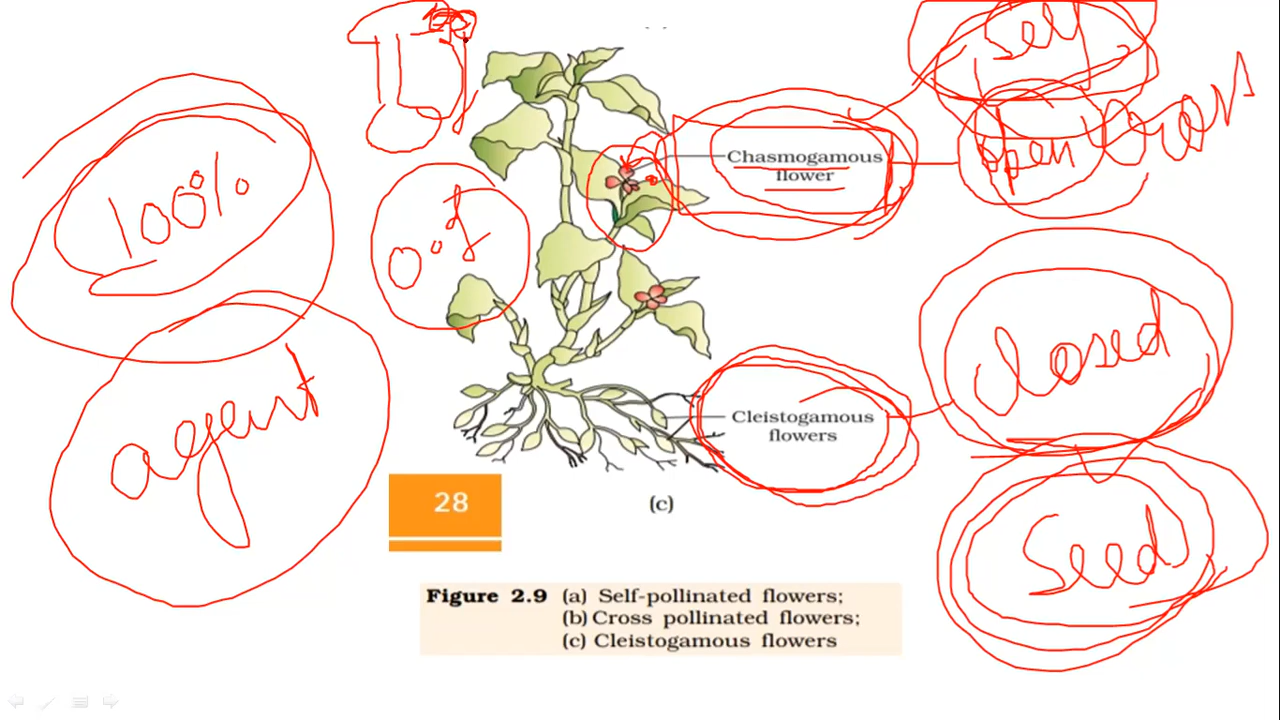 Self
Chasmogamous
flower
open
100%
closed
agent
Cleistogamous
flowers
28
(c)
Seed
Figure 2.9 (a) Self-pollinated flowers;
(b) Cross pollinated flowers;
(c) Cleistogamous flowers